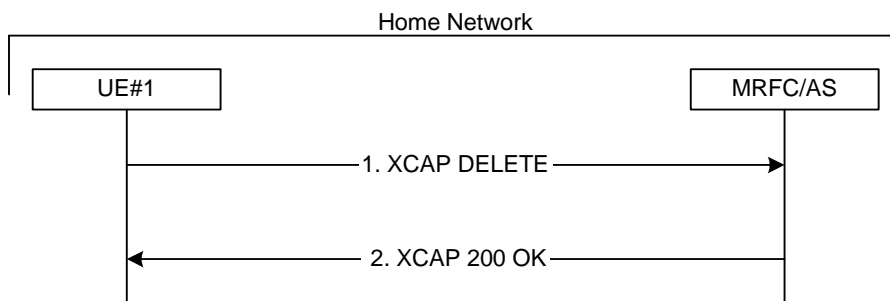 Home Network
UE#1
MRFC/AS
1. XCAP DELETE
2. XCAP 200 OK